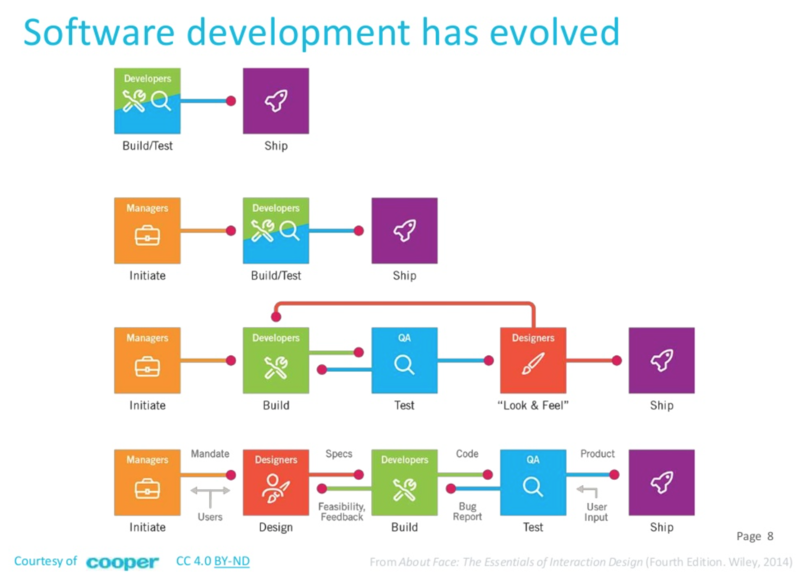 Software development has evolved
Developers
Build/Test
Ship
Managers
Developers
Initiate
Build/Test
Ship
Managers
Developers
QA
Designers
Initiate
Build
Test
“Look & Feel”
Ship
Managers
Mandate
Designers
Specs
Developers
Code
QA
Product
Users
Feasibility,
Feedback
Bug
Report
User
Input
Initiate
Design
Build
Test
Ship
Page 8
Courtesy of cooper CC 4.0 BY-ND
From About Face: The Essentials of Interaction Design (Fourth Edition. Wiley, 2014)